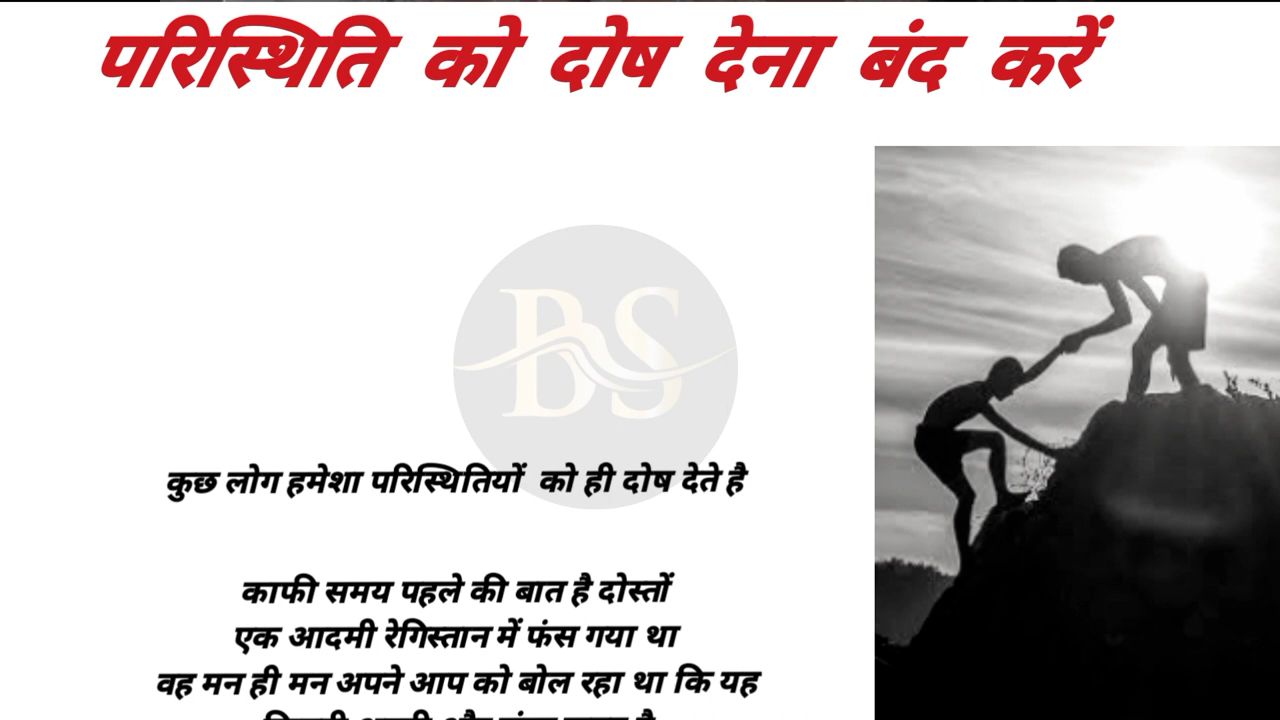 परिस्थिति को दोष देना बंद करें
BS
कुछ लोग हमेशा परिस्थितियों को ही दोष देते है
काफी समय पहले की बात है दोस्तों
एक आदमी रेगिस्तान में फंस गया था
वह मन ही मन अपने आप को बोल रहा था कि यह